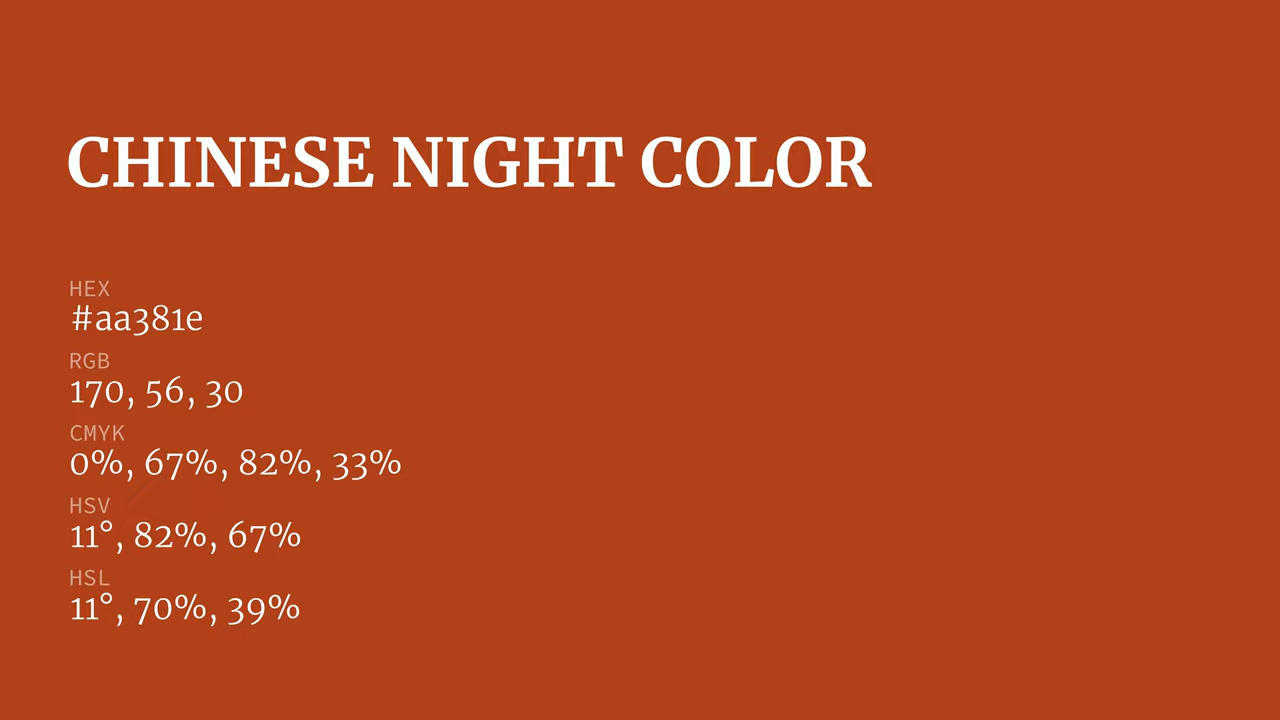 CHINESE NIGHT COLOR
HEX
#aa381e
RGB
170, 56, 30
CMYK
0%, 67%, 82%, 33%
HSV
11°, 82%, 67%
HSL
11°, 70%, 39%